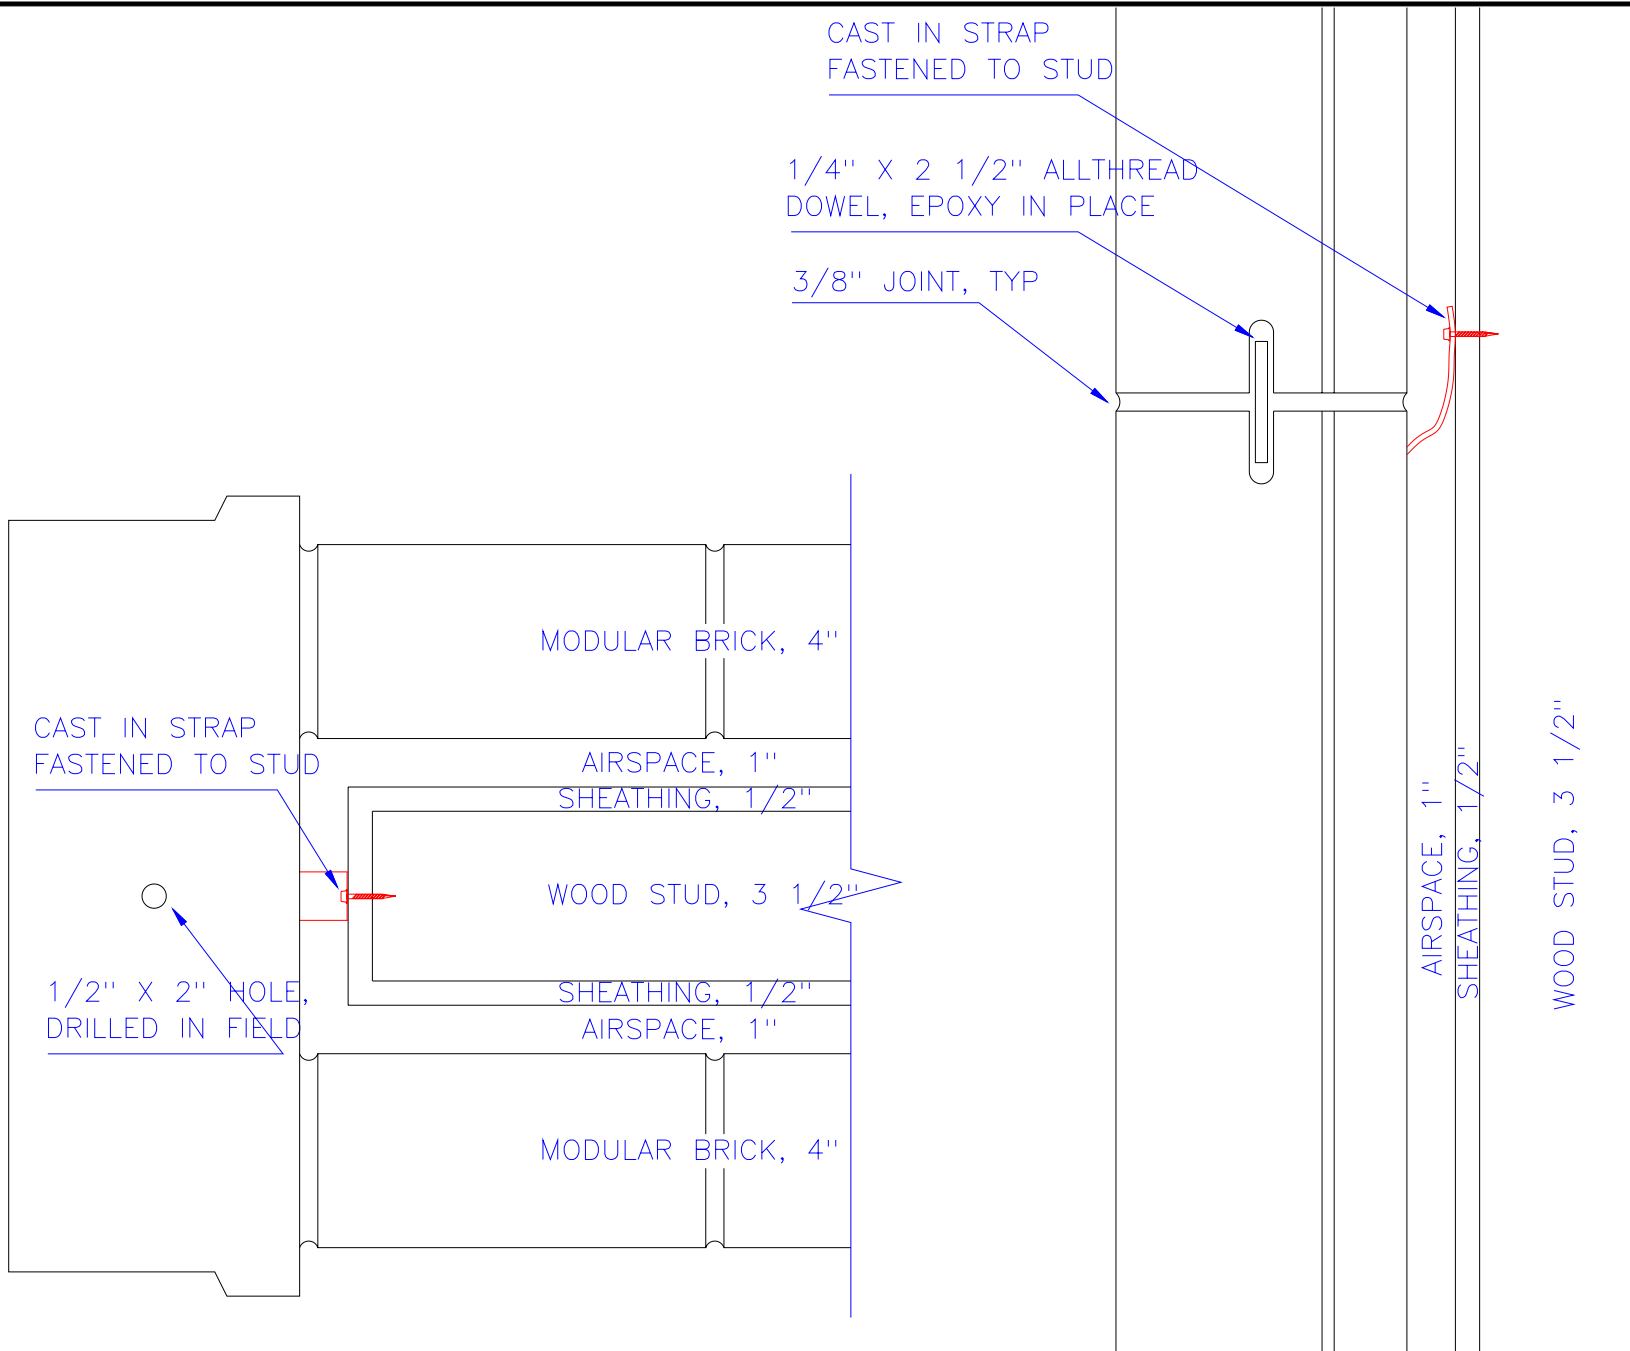 CAST IN STRAP
FASTENED TO STUD
1/4" X 2 1/2" ALLTHREAD
DOWEL, EPOXY IN PLACE
3/8" JOINT, TYP
MODULAR BRICK, 4"
CAST IN STRAP
FASTENED TO STUD
AIRSPACE, 1"
SHEATHING, 1/2"
WOOD STUD, 3 1/2"
1/2" X 2" HOLE,
DRILLED IN FIELD
SHEATHING, 1/2"
AIRSPACE, 1"
MODULAR BRICK, 4"
AIRSPACE, 1"
SHEATHING, 1/2"
WOOD STUD, 3 1/2"